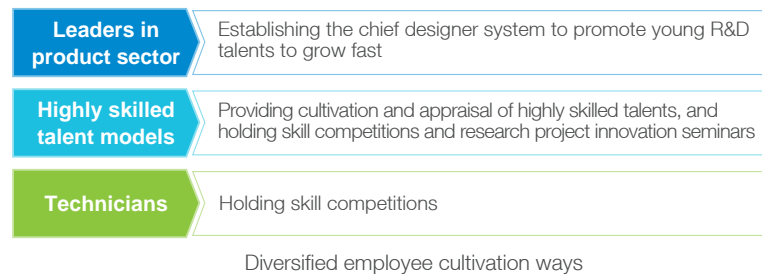 Leaders in
product sector
Establishing the chief designer system to promote young R&D
talents to grow fast
Highly skilled
talent models
Providing cultivation and appraisal of highly skilled talents, and
holding skill competitions and research project innovation seminars
Technicians
Holding skill competitions
Diversified employee cultivation ways